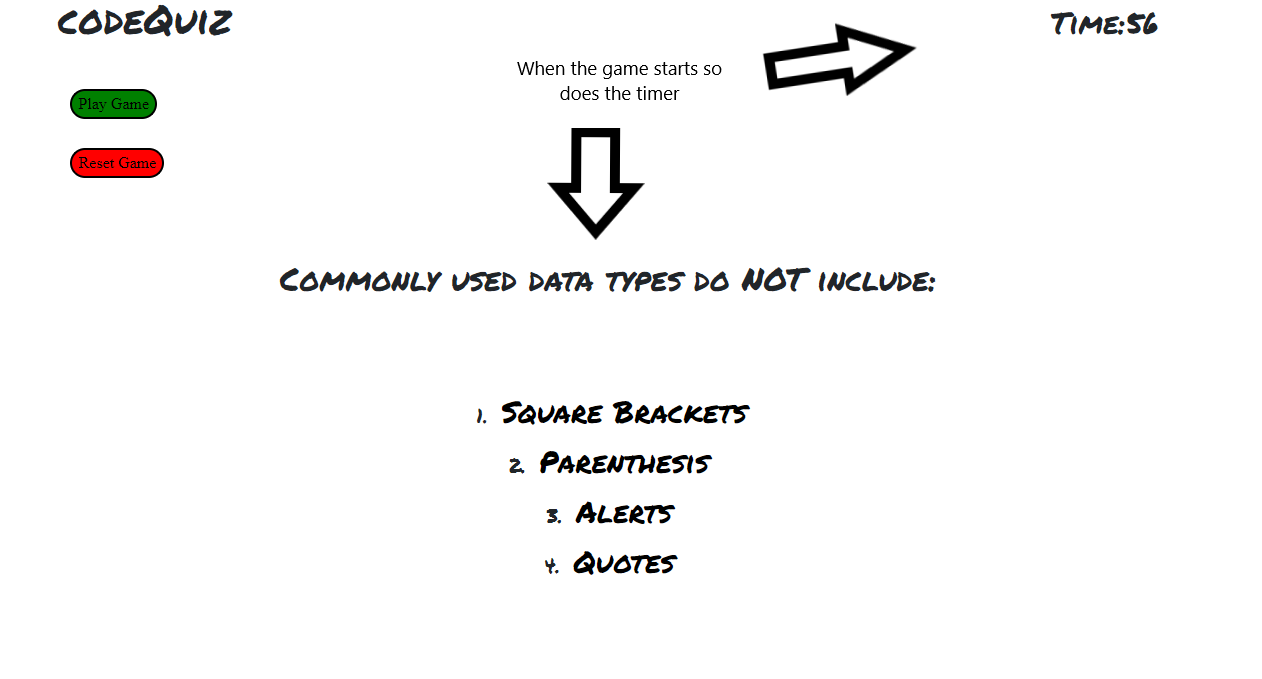 codeQuiz
Time:56
When the game starts so
does the timer
Play Game
Reset Game
Commonly used data types do NOT include:
1. Square Brackets
2. Parenthesis
3. Alerts
4. Quotes